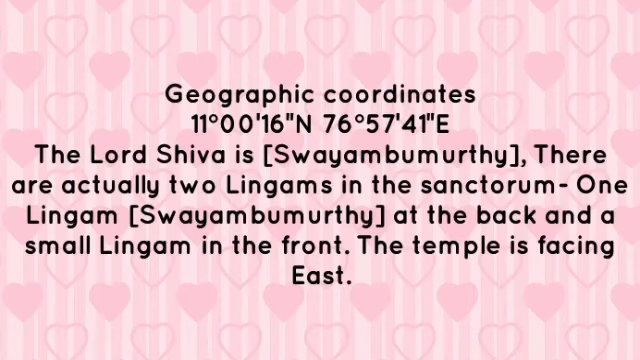 Geographic coordinates
11°00'16"N 76°57'41"E
The Lord Shiva is [Swayambumurthy], There
are actually two Lingams in the sanctorum- One
Lingam [Swayambumurthy] at the back and a
small Lingam in the front. The temple is facing
East.